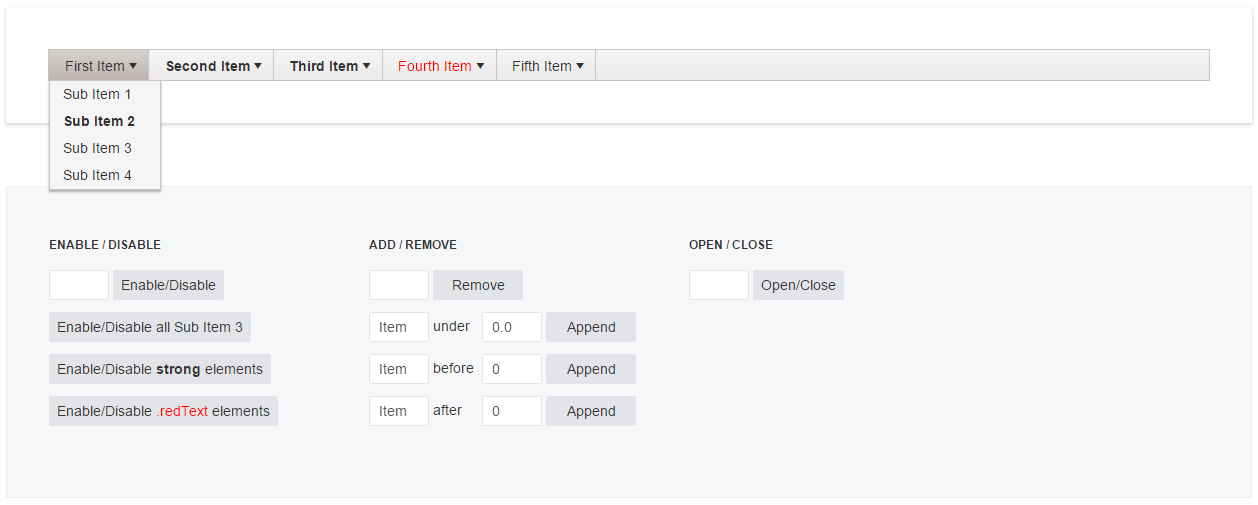 First Item Second Item Third Item Fourth Item Fifth Item
Sub Item 1
Sub Item 2
Sub Item 3
Sub Item 4
ENABLE / DISABLE ADD / REMOVE OPEN / CLOSE
Enable/Disable Remove Open/Close
Enable/Disable all Sub Item 3 Item under 0.0 Append
Enable/Disable strong elements Item before 0 Append
Enable/Disable .redText elements Item after 0 Append